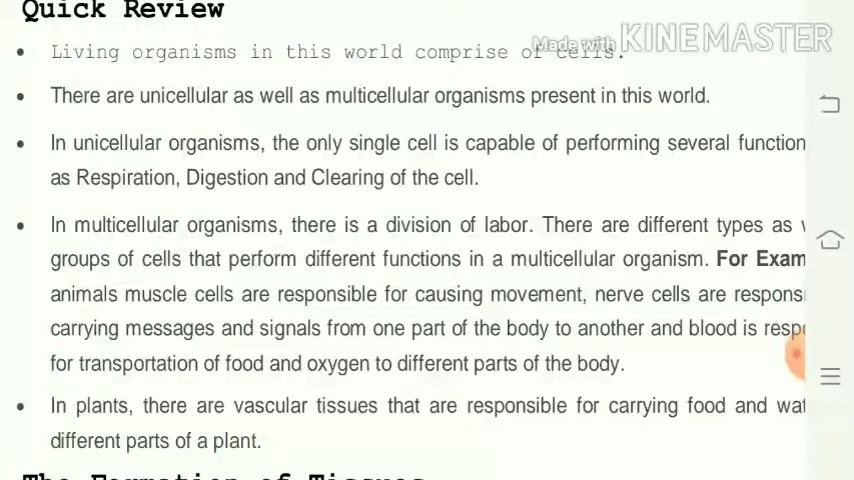 Quick Review
Made with KINEMASTER
• Living organisms in this world comprise of cells.
• There are unicellular as well as multicellular organisms present in this world.
• In unicellular organisms, the only single cell is capable of performing several function
as Respiration, Digestion and Clearing of the cell.
• In multicellular organisms, there is a division of labor. There are different types as
groups of cells that perform different functions in a multicellular organism. For Exam
animals muscle cells are responsible for causing movement, nerve cells are respons
carrying messages and signals from one part of the body to another and blood is resp
for transportation of food and oxygen to different parts of the body.
• In plants, there are vascular tissues that are responsible for carrying food and wat
different parts of a plant.
The Formation of Tissues